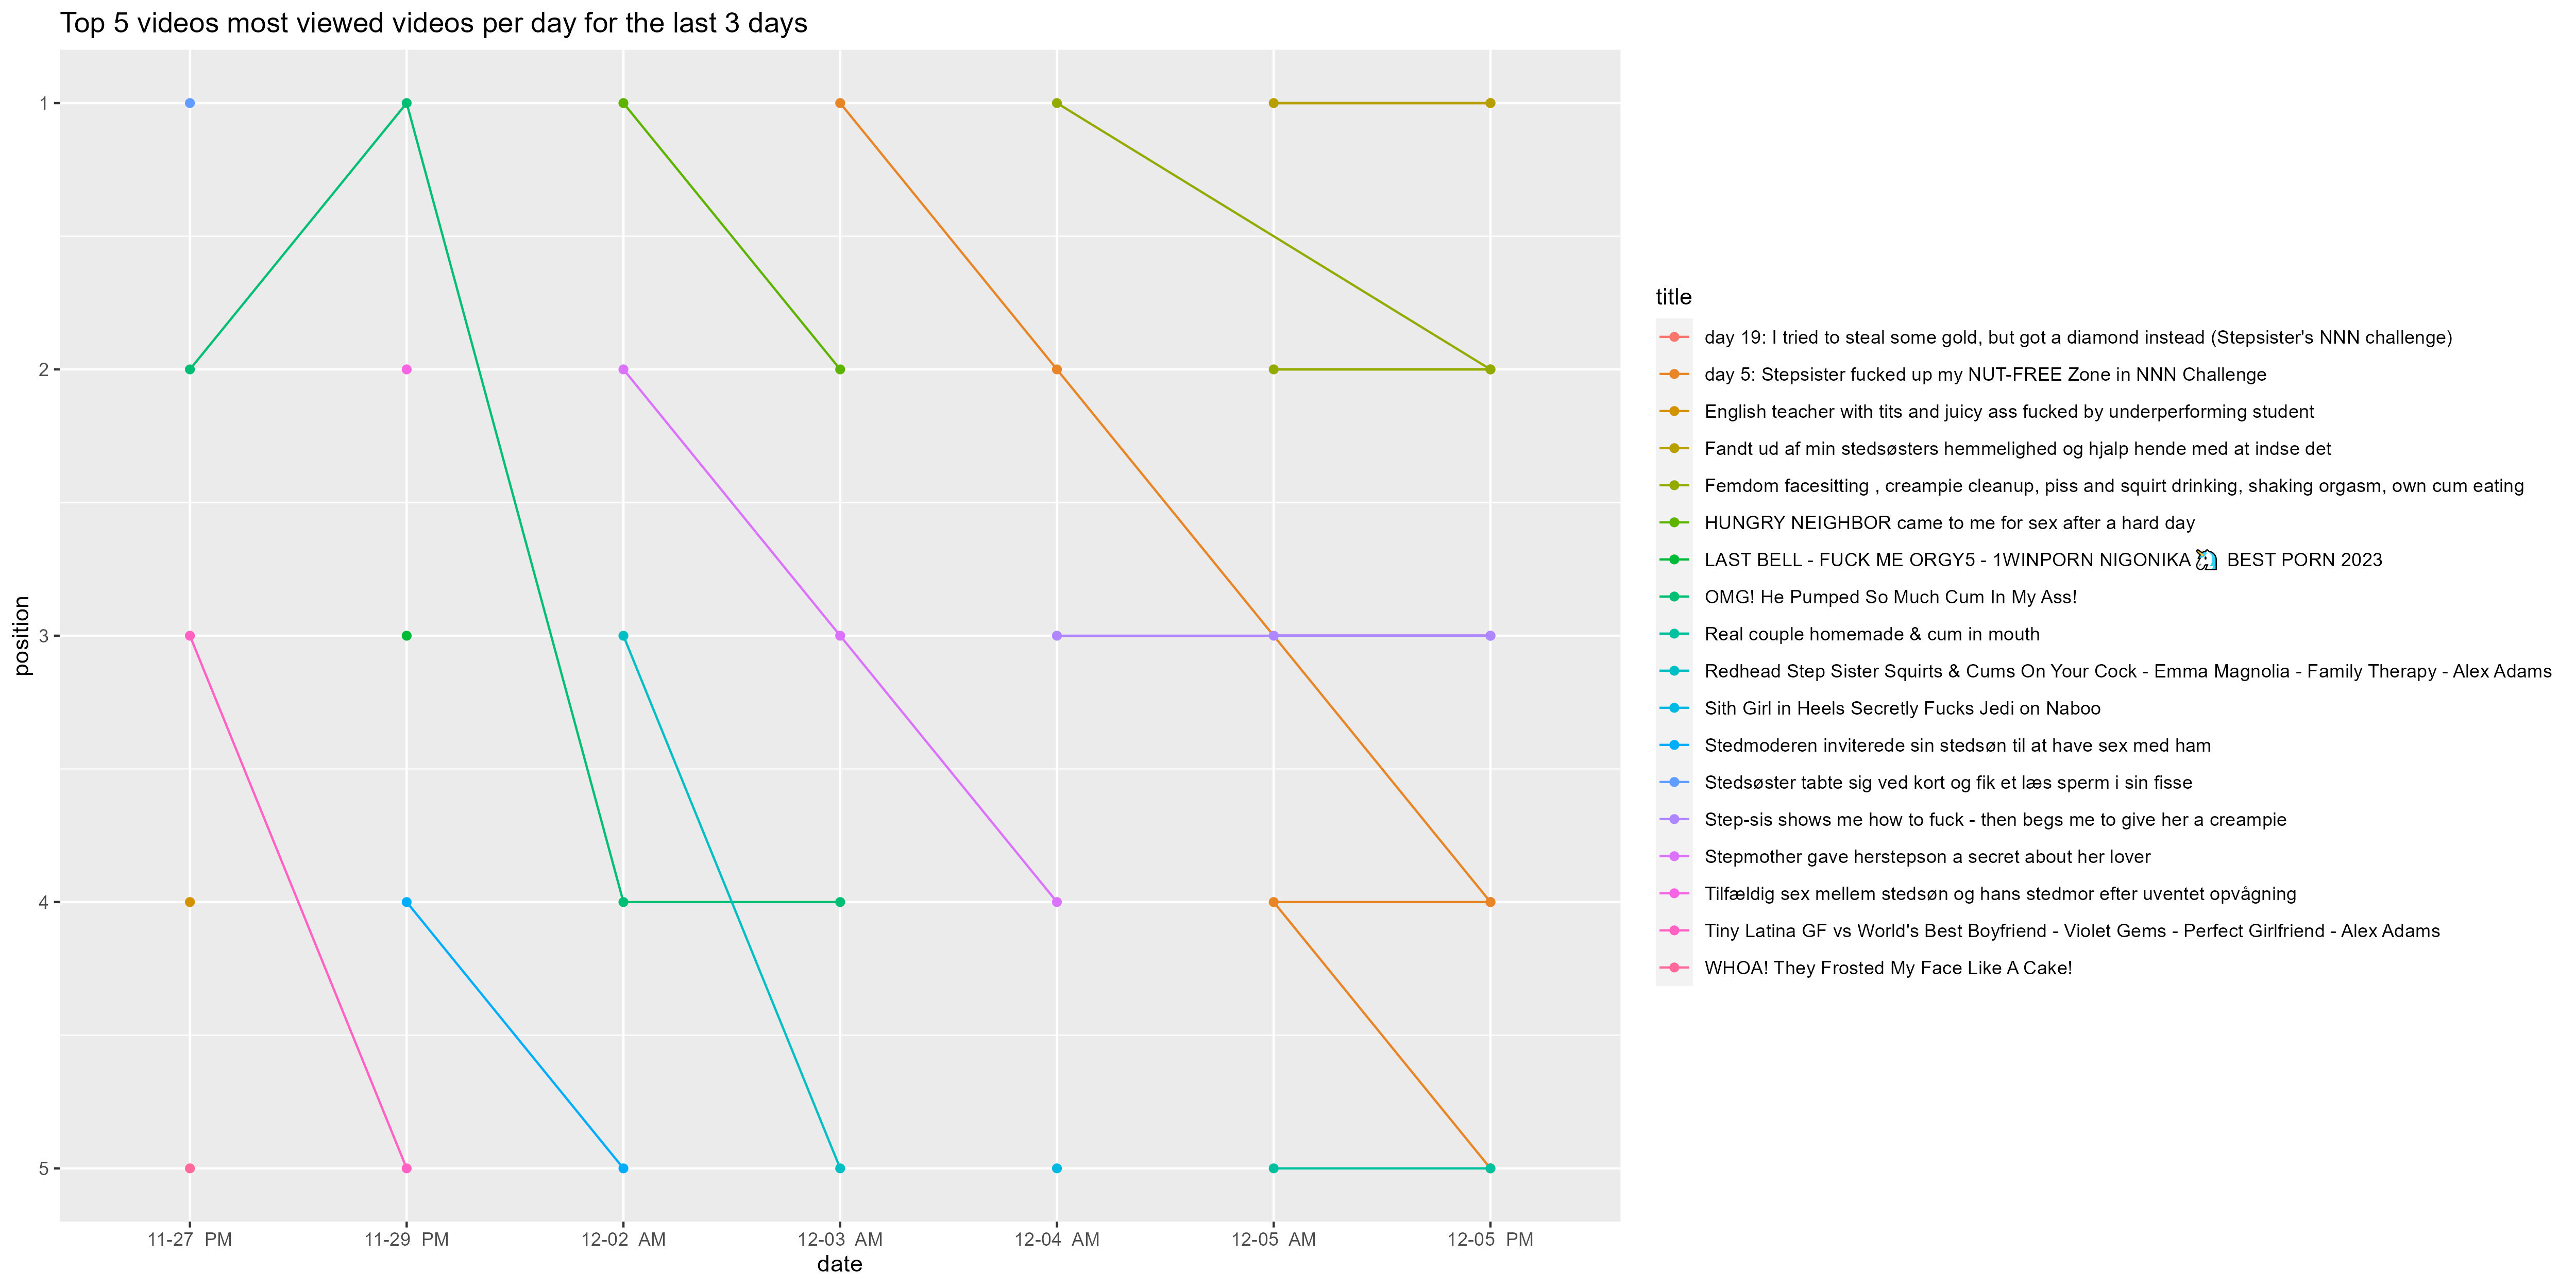 Top 5 videos most viewed videos per day for the last 3 days
position
1
2
3
4
5
11-27 PM
11-29 PM
12-02 AM
12-03 AM
12-04 AM
12-05 AM
12-05 PM
date
title
day 19: I tried to steal some gold, but got a diamond instead (Stepsister's NNN challenge)
day 5: Stepsister fucked up my NUT-FREE Zone in NNN Challenge
English teacher with tits and juicy ass fucked by underperforming student
Fandt ud af min stedsøsters hemmelighed og hjalp hende med at indse det
Femdom facesitting , creampie cleanup, piss and squirt drinking, shaking orgasm, own cum eating
HUNGRY NEIGHBOR came to me for sex after a hard day
LAST BELL - FUCK ME ORGY5 - 1WINPORN NIGONIKA 🦄 BEST PORN 2023
OMG! He Pumped So Much Cum In My Ass!
Real couple homemade & cum in mouth
Redhead Step Sister Squirts & Cums On Your Cock - Emma Magnolia - Family Therapy - Alex Adams
Sith Girl in Heels Secretly Fucks Jedi on Naboo
Stedmoderen inviterede sin stedsøn til at have sex med ham
Stedsøster tabte sig ved kort og fik et læs sperm i sin fisse
Step-sis shows me how to fuck - then begs me to give her a creampie
Stepmother gave herstepson a secret about her lover
Tilfældig sex mellem stedsøn og hans stedmor efter uventet opvågning
Tiny Latina GF vs World's Best Boyfriend - Violet Gems - Perfect Girlfriend - Alex Adams
WHOA! They Frosted My Face Like A Cake!